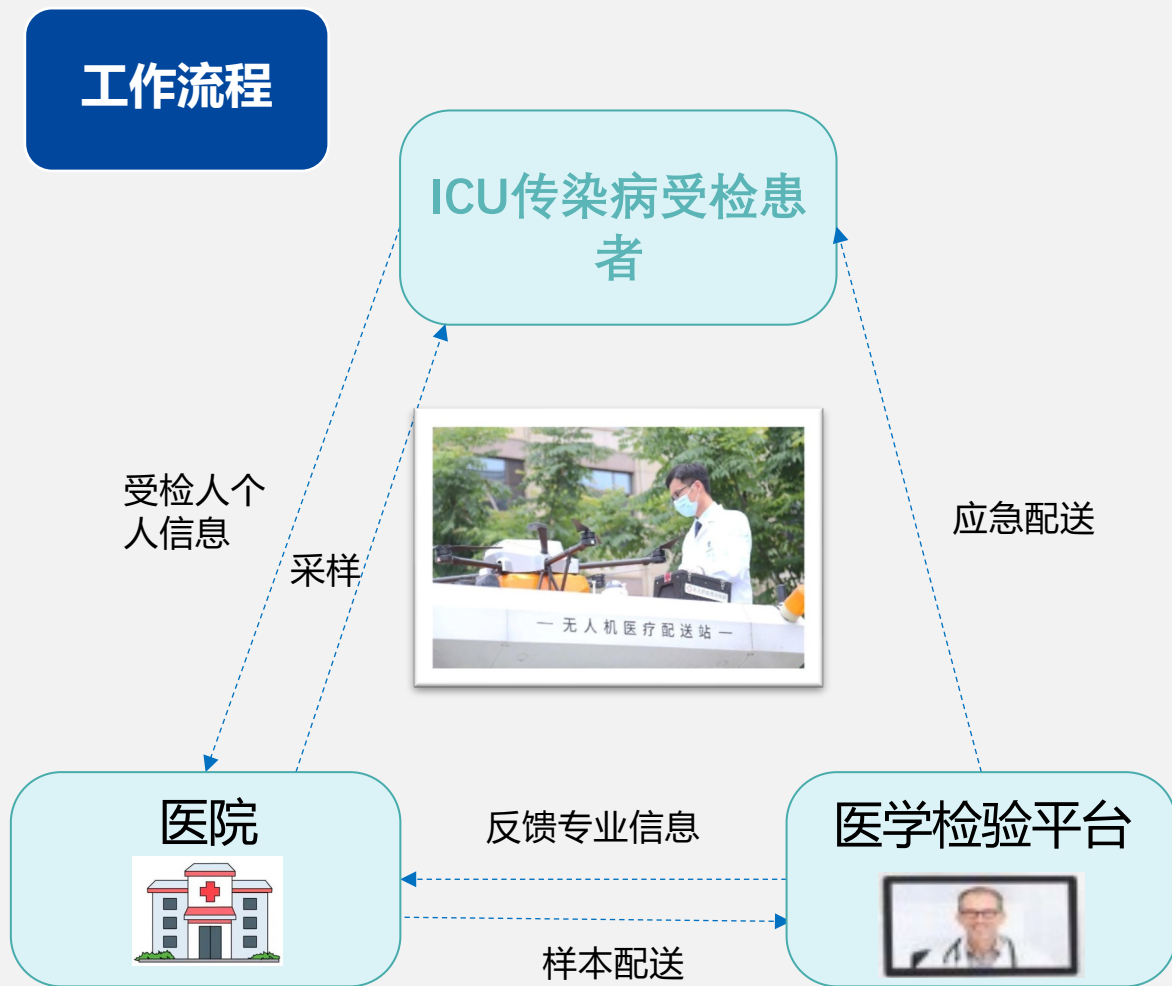 工作流程
ICU传染病受检患
者
受检人个
人信息
采样
应急配送
— 无人机医疗配送站 —
医院
反馈专业信息
医学检验平台
样本配送